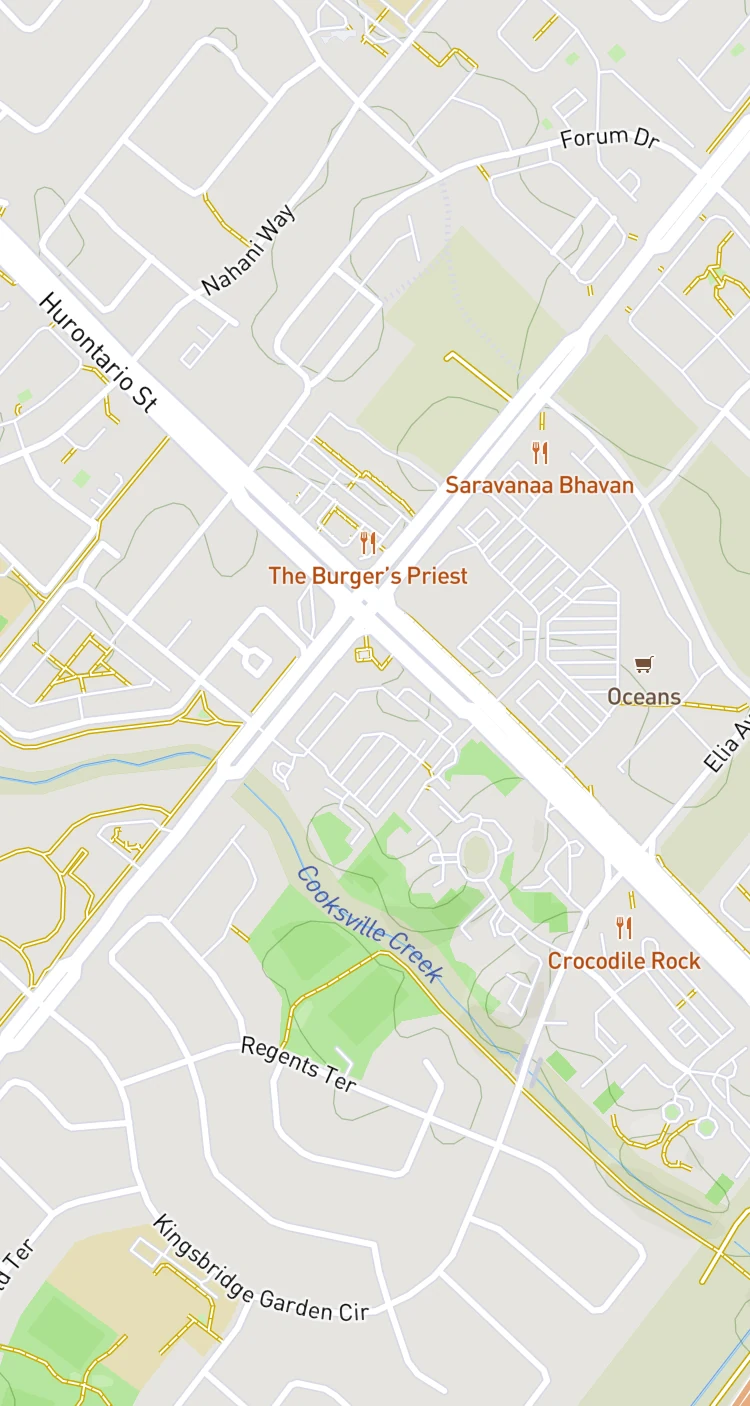 Forum Dr
Nahani Way
Hurontario St
Saravanaa Bhavan
The Burger's Priest
Oceans
Elia Av
Cooksville Creek
Crocodile Rock
Regents Ter
Kingsbridge Garden Cir
d Ter